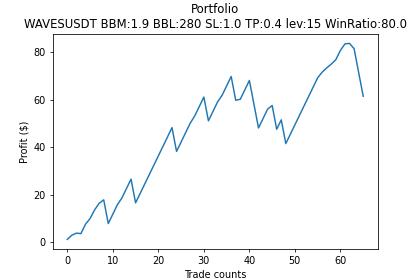 Portfolio
WAVESUSDT BBM:1.9 BBL:280 SL:1.0 TP:0.4 lev:15 WinRatio:80.0
80
60
40
20
0
Profit ($)
0 10 20 30 40 50 60
Trade counts